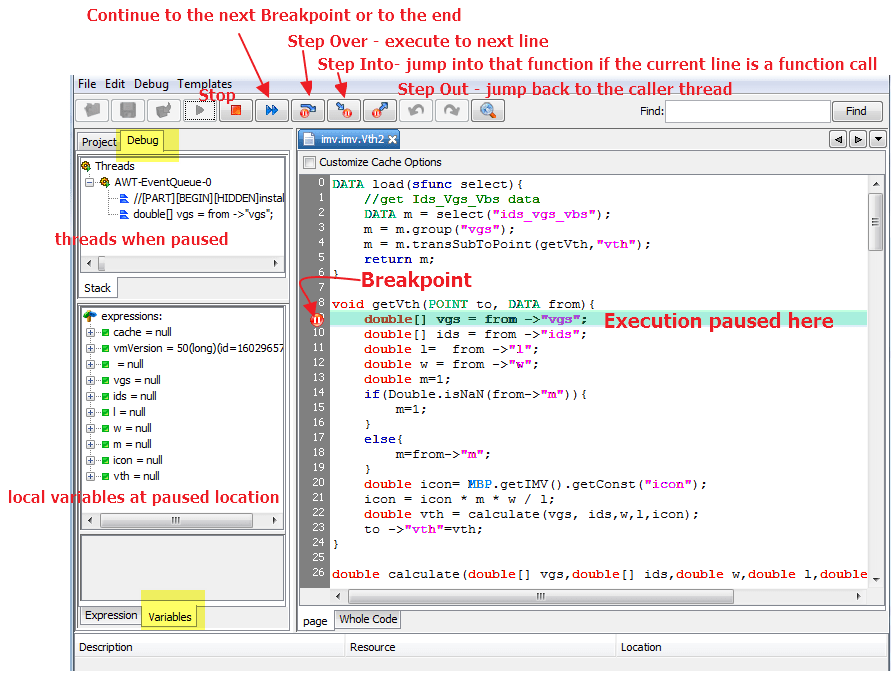 Continue to the next Breakpoint or to the end
Step Over - execute to next line
Step Into- jump into that function if the current line is a function call
Step Out - jump back to the caller thread
File Edit Debug Templates
Stop
Find:
Find
Project
Debug
imv.imv.Vth2
Customize Cache Options
Threads
AWT-EventQueue-0
//[PART][BEGIN][HIDDEN]instal
double[] vgs = from ->"vgs";
threads when paused
Stack
expressions:
cache = null
vmVersion = 50(long)(id=16029657
= null
vgs = null
ids = null
l = null
w = null
m = null
icon = null
vth = null
local variables at paused location
Expression
Variables
0 DATA load(sfunc select){
1 //get Ids_Vgs_Vbs data
2 DATA m = select("ids_vgs_vbs");
3 m = m.group("vgs");
4 m = m.transSubToPoint(getVth,"vth");
5 return m;
6 }
7
Breakpoint
8 void getVth(POINT to, DATA from){
double[] vgs = from ->"vgs";
Execution paused here
10 double[] ids = from ->"ids";
11 double l= from ->"l";
12 double w = from ->"w";
13 double m=1;
14 if(Double.isNaN(from->"m")){
15 m=1;
16 }
17 else{
18 m=from->"m";
19 }
20 double icon= MBP.getIMV().getConst("icon");
21 icon = icon * m * w / l;
22 double vth = calculate(vgs, ids,w,l,icon);
23 to ->"vth"=vth;
24 }
25
26 double calculate(double[] vgs,double[] ids,double w,double l,double
page
Whole Code
Description Resource Location